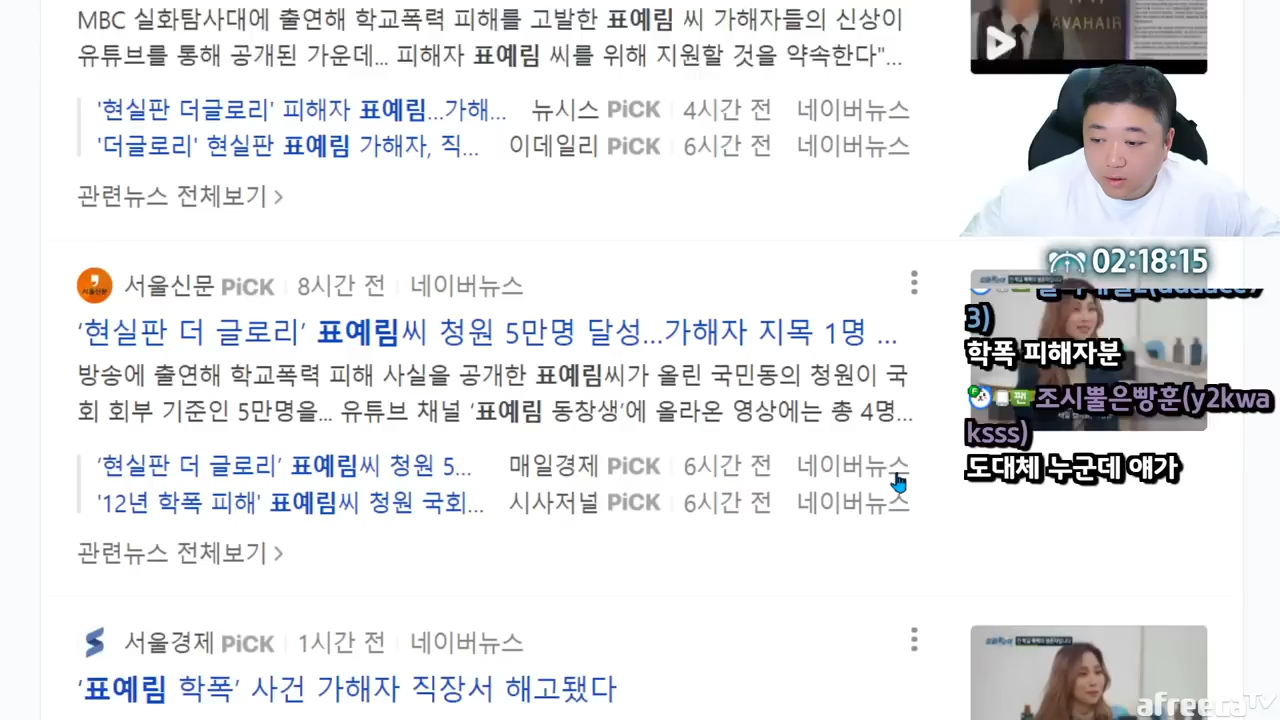 MBC 실화탐사대에 출연해 학교폭력 피해를 고발한 표예림 씨 가해자들의 신상이
유튜브를 통해 공개된 가운데... 피해자 표예림 씨를 위해 지원할 것을 약속한다"...
AVAHAIR
'현실판 더글로리' 피해자 표예림...가해... 뉴시스 PiCK 4시간 전 네이버뉴스
'더글로리' 현실판 표예림 가해자, 직... 이데일리 PiCK 6시간 전 네이버뉴스
관련뉴스 전체보기 >
02:18:15
서울신문 PiCK 8시간 전 네이버뉴스
‘현실판 더 글로리’ 표예림씨 청원 5만명 달성...가해자 지목 1명 ...
방송에 출연해 학교폭력 피해 사실을 공개한 표예림씨가 올린 국민동의 청원이 국
회 회부 기준인 5만명을... 유튜브 채널 ‘표예림 동창생’에 올라온 영상에는 총 4명...
3)
학폭 피해자분
조시뿔은빵훈(y2kwa
ksss)
도대체 누군데 얘가
‘현실판 더 글로리’ 표예림씨 청원 5... 매일경제 PiCK 6시간 전 네이버뉴스
'12년 학폭 피해' 표예림씨 청원 국회... 시사저널 PiCK 6시간 전 네이버뉴스
관련뉴스 전체보기 >
서울경제 PiCK 1시간 전 네이버뉴스
‘표예림 학폭’ 사건 가해자 직장서 해고됐다
afreecaTV